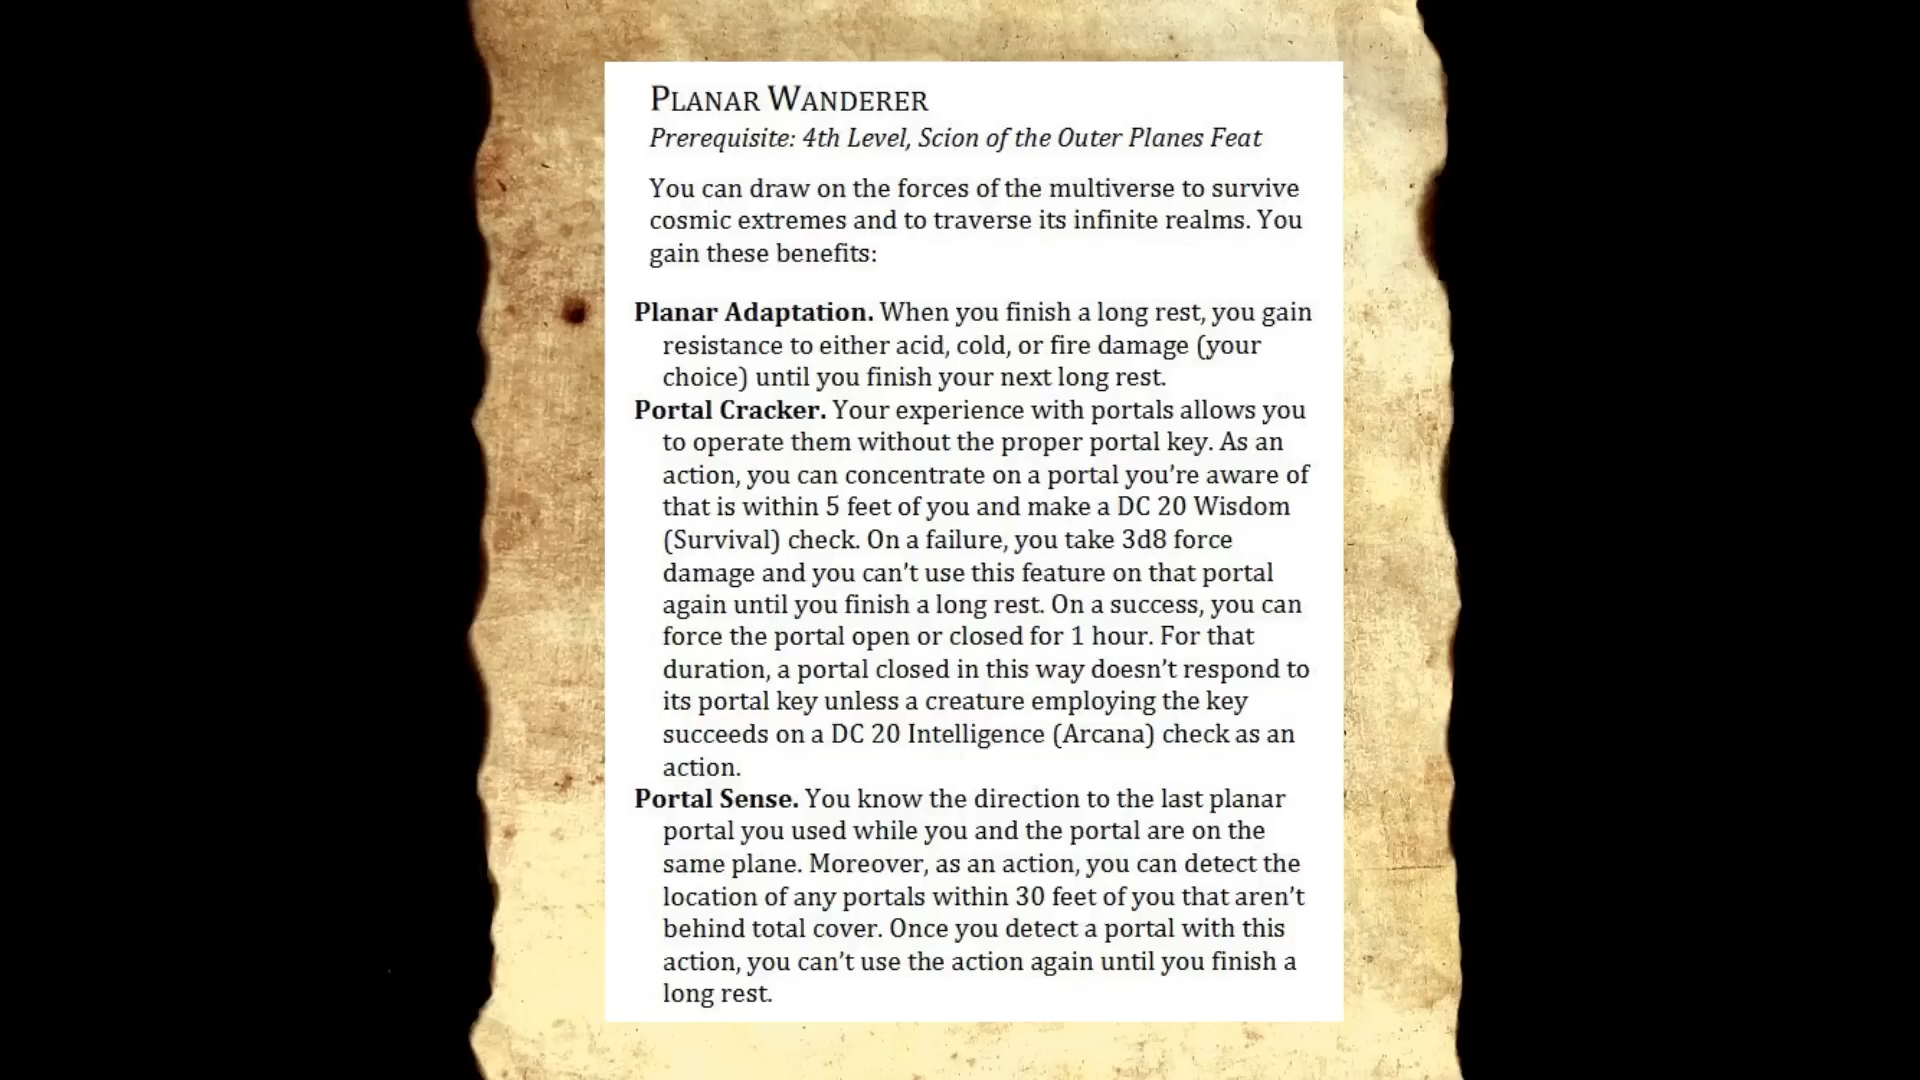 PLANAR WANDERER
Prerequisite: 4th Level, Scion of the Outer Planes Feat
You can draw on the forces of the multiverse to survive
cosmic extremes and to traverse its infinite realms. You
gain these benefits:
Planar Adaptation. When you finish a long rest, you gain
resistance to either acid, cold, or fire damage (your
choice) until you finish your next long rest.
Portal Cracker. Your experience with portals allows you
to operate them without the proper portal key. As an
action, you can concentrate on a portal you’re aware of
that is within 5 feet of you and make a DC 20 Wisdom
(Survival) check. On a failure, you take 3d8 force
damage and you can’t use this feature on that portal
again until you finish a long rest. On a success, you can
force the portal open or closed for 1 hour. For that
duration, a portal closed in this way doesn’t respond to
its portal key unless a creature employing the key
succeeds on a DC 20 Intelligence (Arcana) check as an
action.
Portal Sense. You know the direction to the last planar
portal you used while you and the portal are on the
same plane. Moreover, as an action, you can detect the
location of any portals within 30 feet of you that aren’t
behind total cover. Once you detect a portal with this
action, you can’t use the action again until you finish a
long rest.